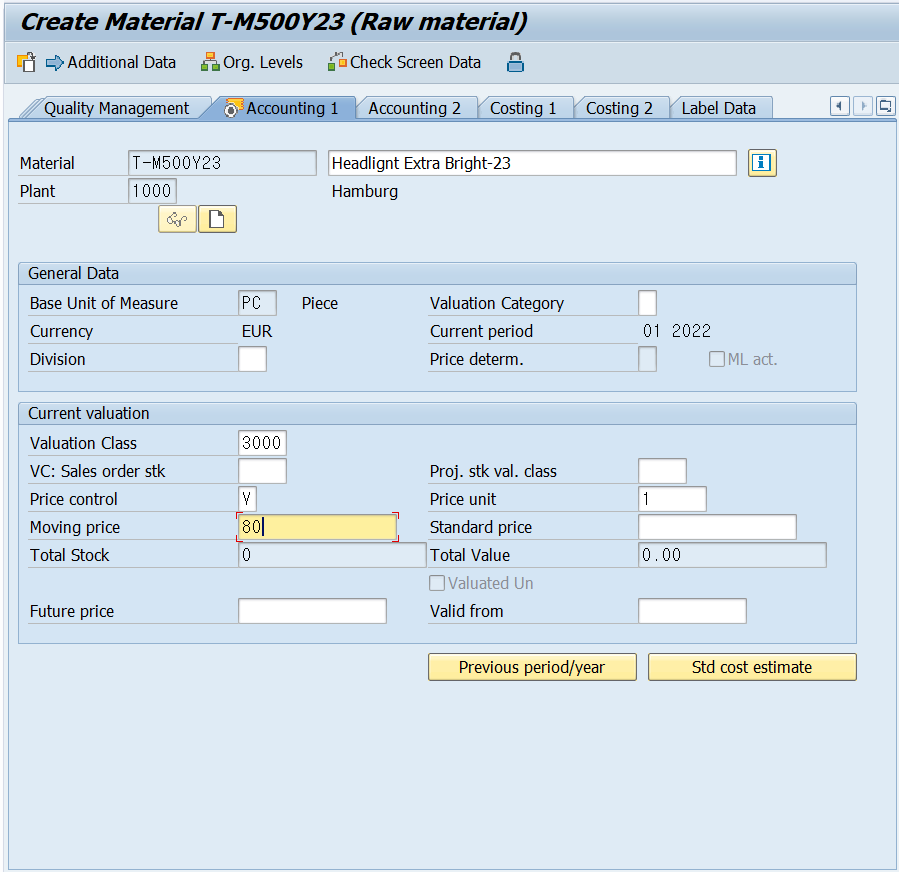 Create Material T-M500Y23 (Raw material)
Additional Data Org. Levels Check Screen Data
Quality Management Accounting 1 Accounting 2 Costing 1 Costing 2 Label Data
Material T-M500Y23 Headlignt Extra Bright-23
Plant 1000 Hamburg
General Data
Base Unit of Measure PC Piece Valuation Category
Currency EUR Current period 01 2022
Division Price determ. ML act.
Current valuation
Valuation Class 3000
VC: Sales order stk Proj. stk val. class
Price control V Price unit 1
Moving price 80 Standard price
Total Stock 0 Total Value 0.00
Valuated Un
Future price Valid from
Previous period/year Std cost estimate